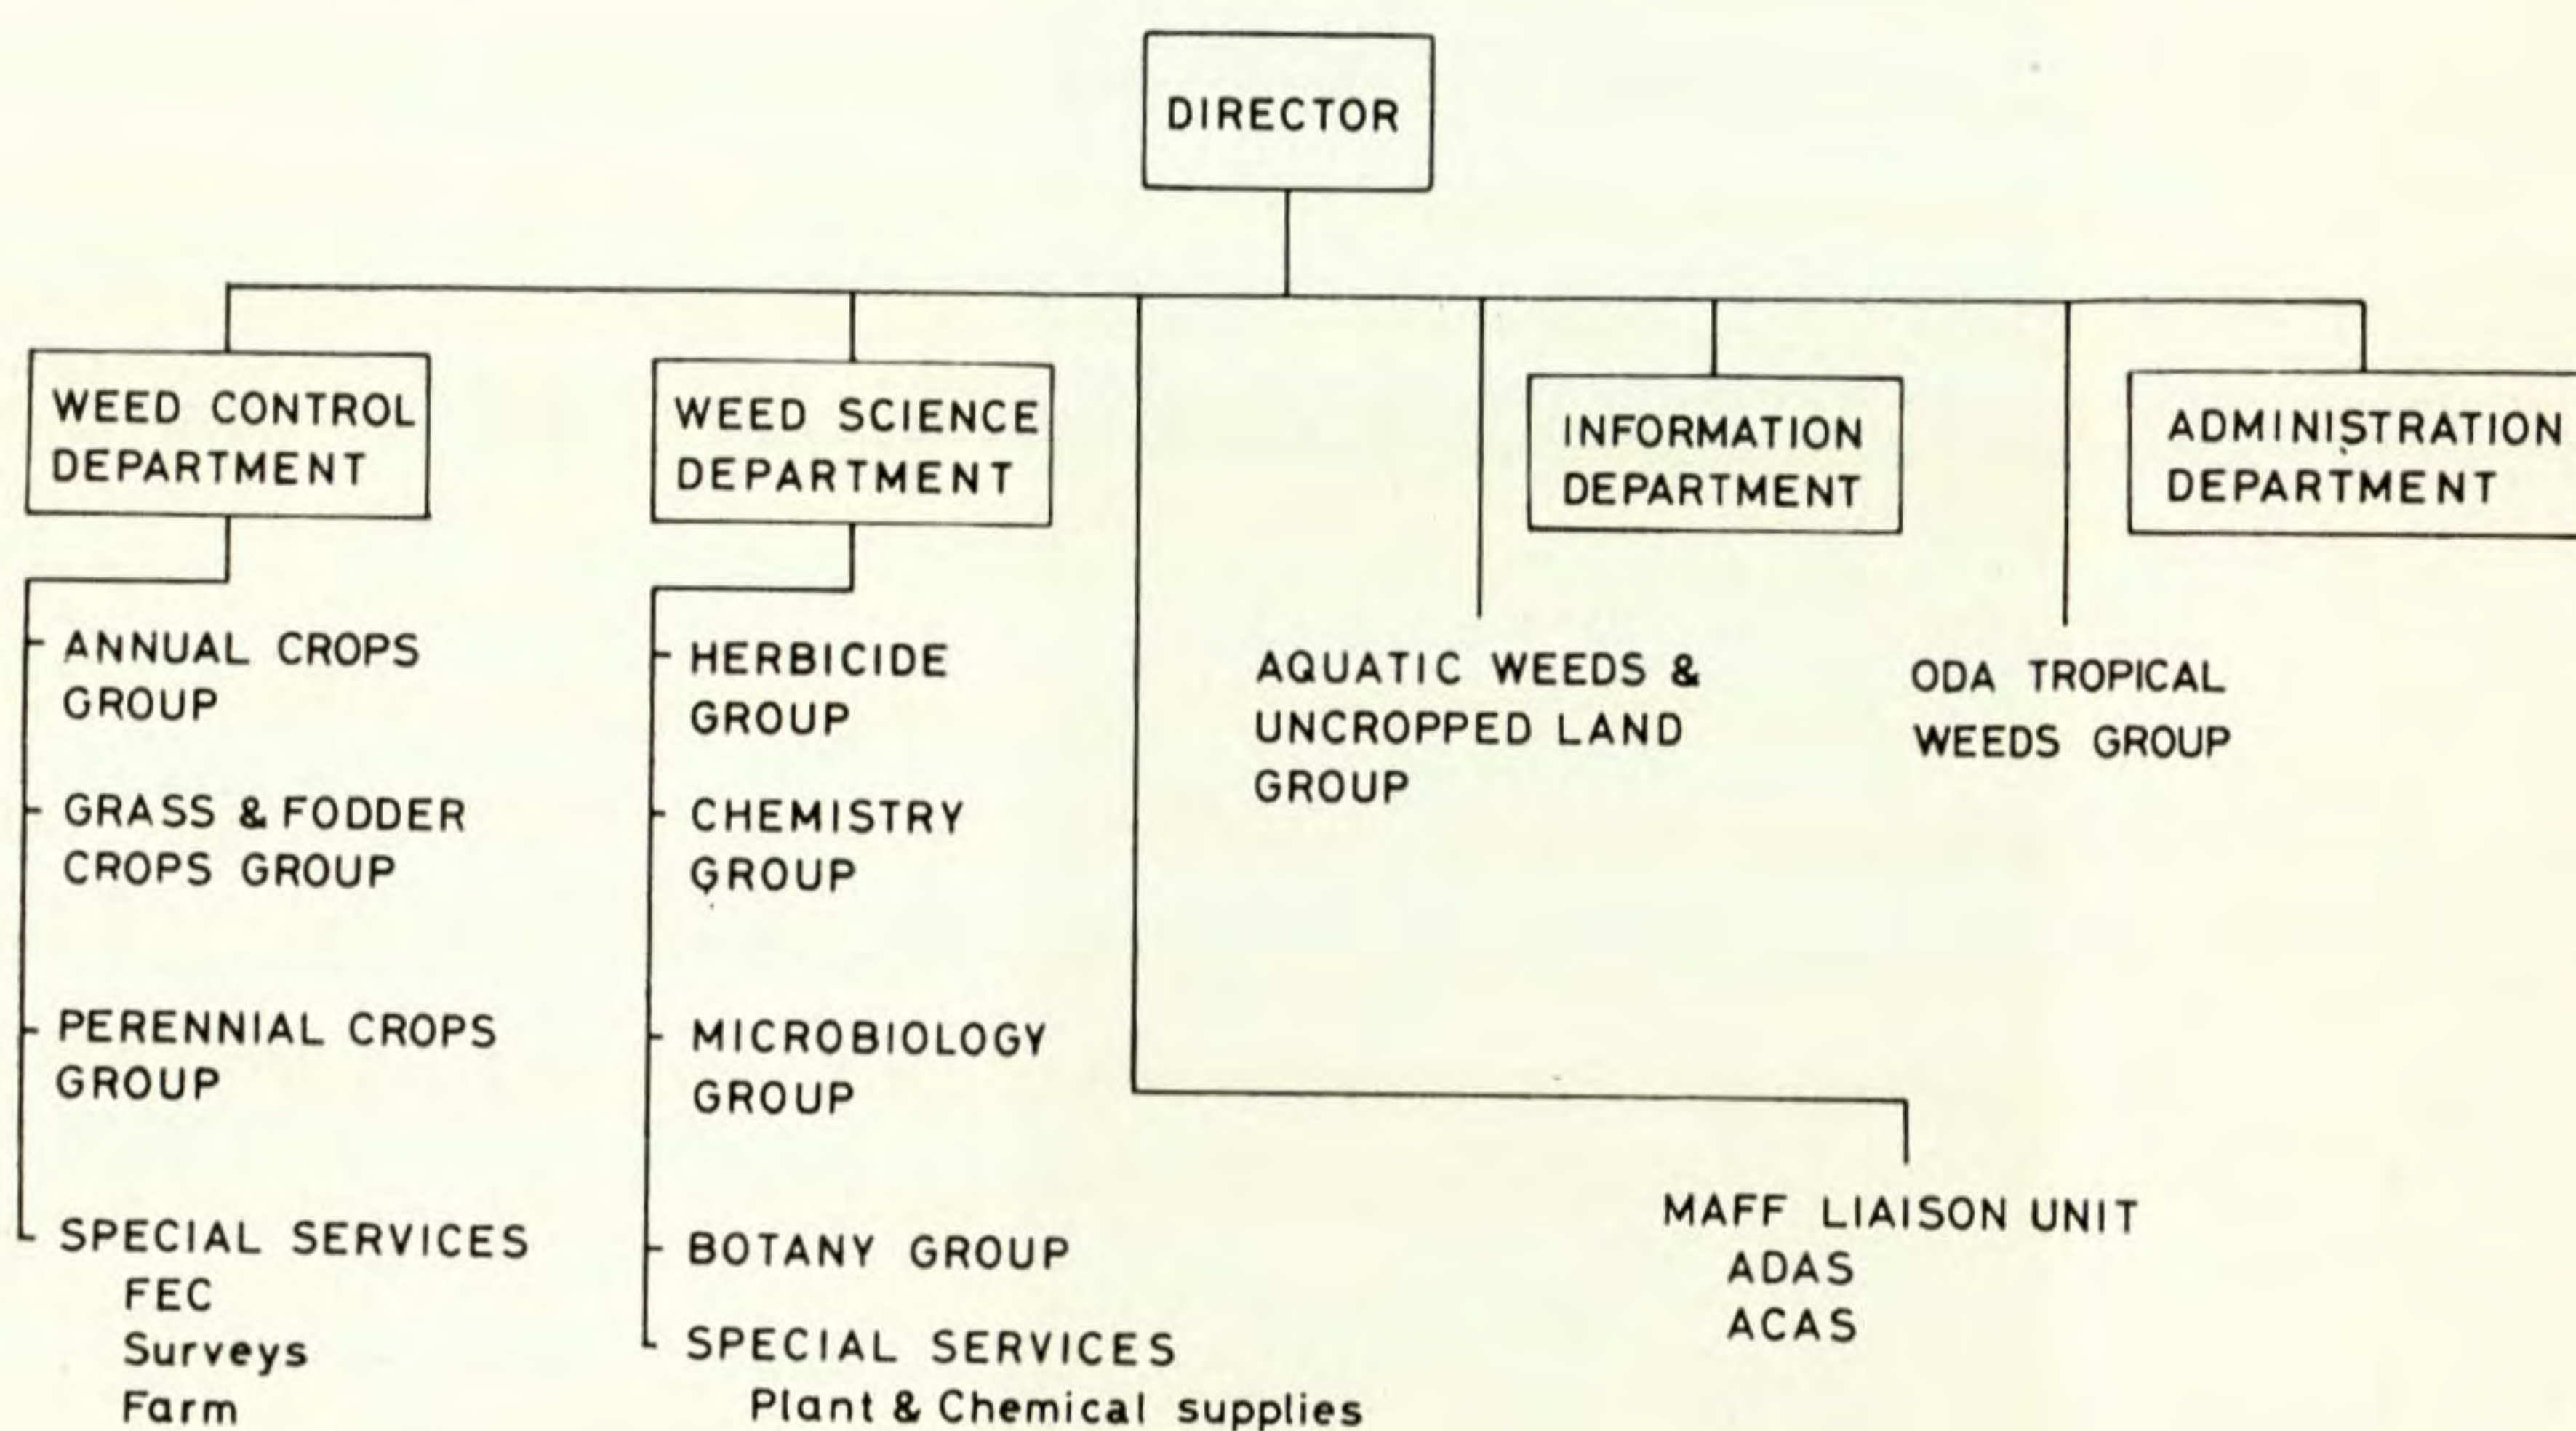 DIRECTOR
WEED CONTROL
DEPARTMENT
WEED SCIENCE
DEPARTMENT
INFORMATION
DEPARTMENT
ADMINISTRATION
DEPARTMENT
ANNUAL CROPS
GROUP
GRASS & FODDER
CROPS GROUP
PERENNIAL CROPS
GROUP
SPECIAL SERVICES
FEC
Surveys
Farm
HERBICIDE
GROUP
CHEMISTRY
GROUP
MICROBIOLOGY
GROUP
BOTANY GROUP
SPECIAL SERVICES
Plant & Chemical supplies
AQUATIC WEEDS &
UNCROPPED LAND
GROUP
ODA TROPICAL
WEEDS GROUP
MAFF LIAISON UNIT
ADAS
ACAS